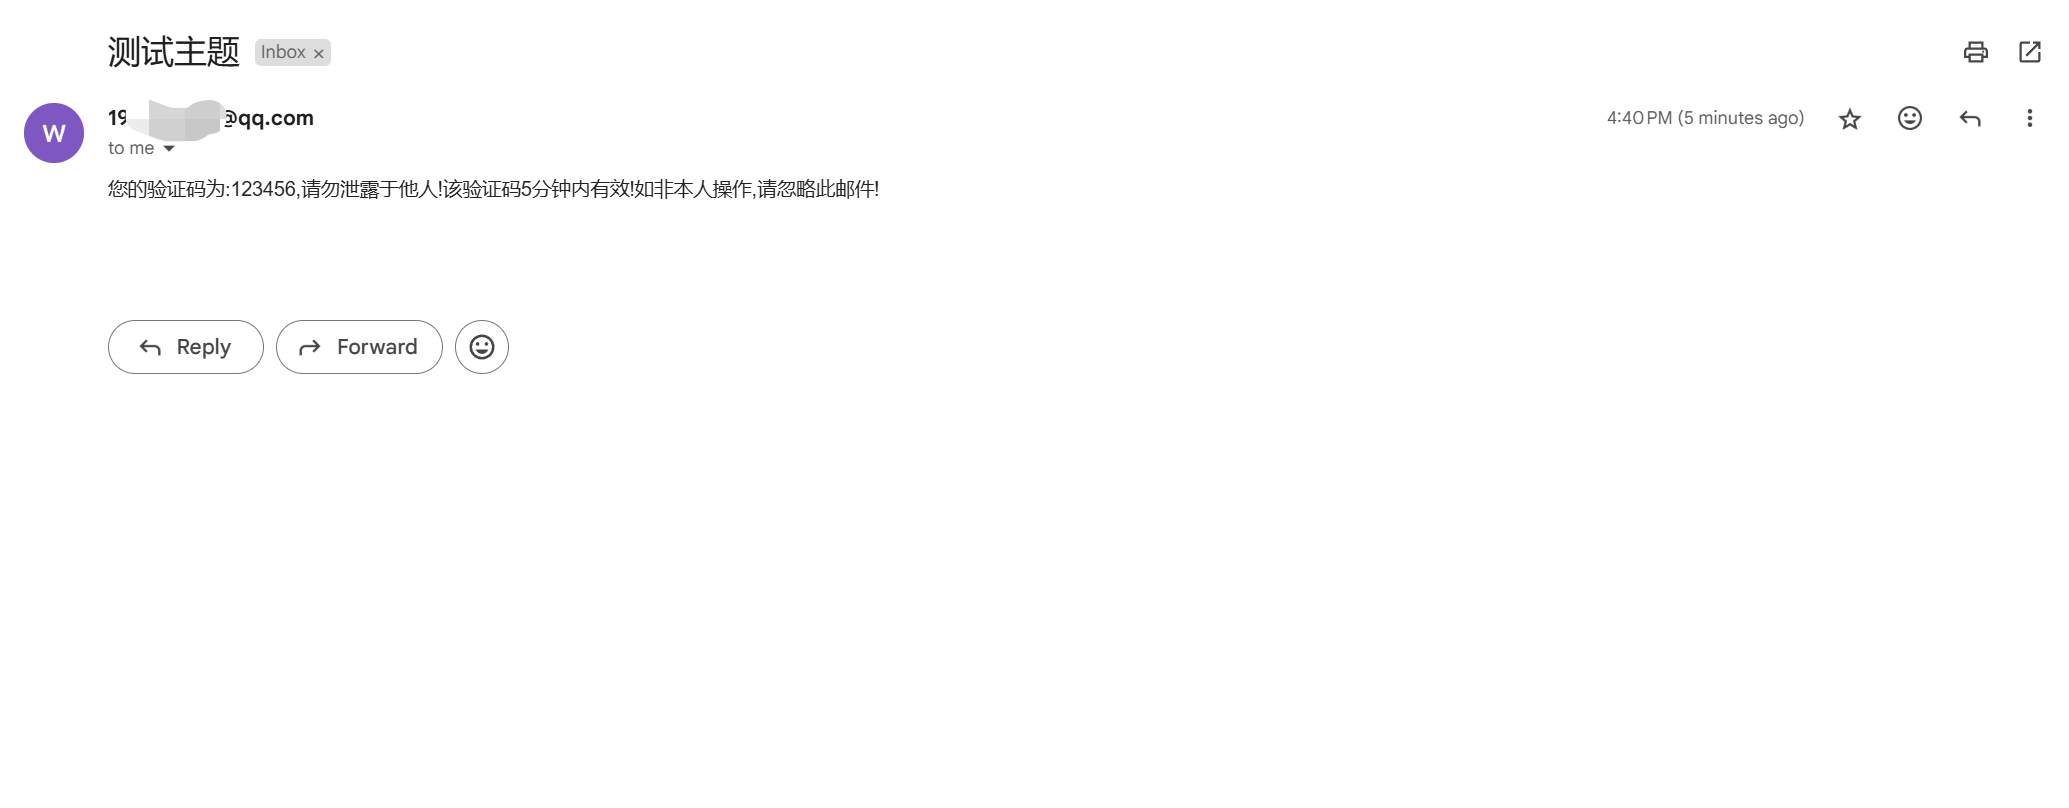 测试主题 Inbox ×
W
19 @qq.com 4:40 PM (5 minutes ago)
to me
您的验证码为:123456,请勿泄露于他人!该验证码5分钟内有效!如非本人操作,请忽略此邮件!
Reply Forward